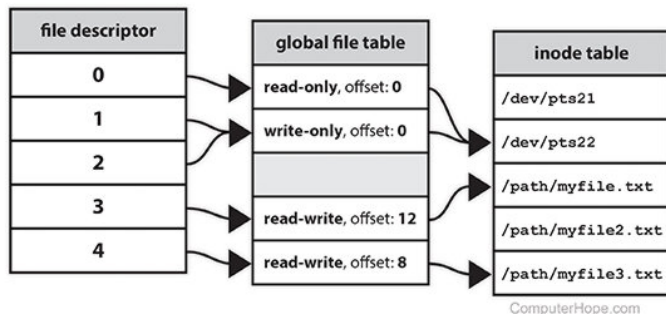 file descriptor
0
1
2
3
4
global file table
read-only, offset: 0
write-only, offset: 0
read-write, offset: 12
read-write, offset: 8
inode table
/dev/pts21
/dev/pts22
/path/myfile.txt
/path/myfile2.txt
/path/myfile3.txt
ComputerHope.com